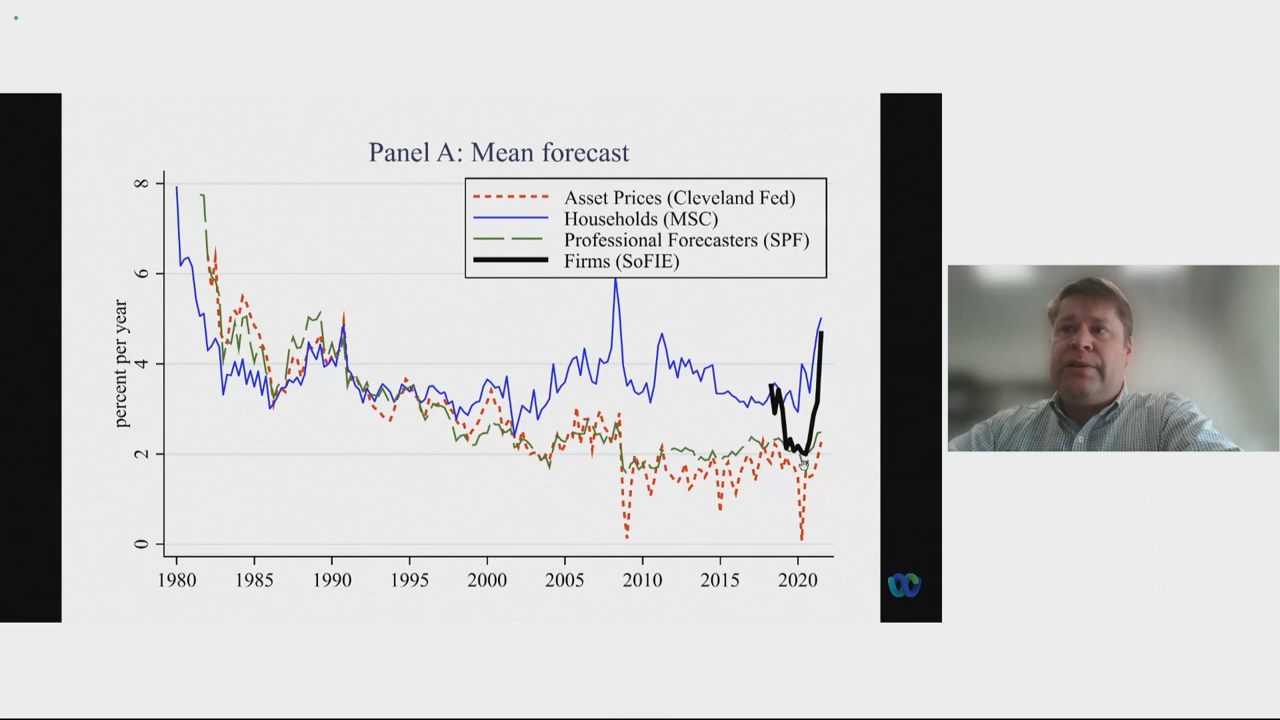 Panel A: Mean forecast
Asset Prices (Cleveland Fed)
Households (MSC)
Professional Forecasters (SPF)
Firms (SoFIE)
percent per year
8
6
4
2
0
1980 1985 1990 1995 2000 2005 2010 2015 2020